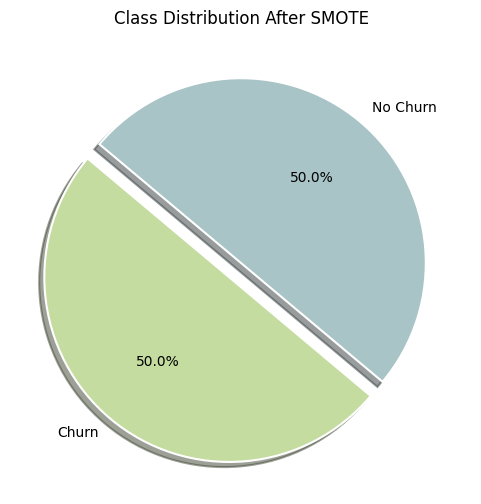 Class Distribution After SMOTE
No Churn
50.0%
50.0%
Churn